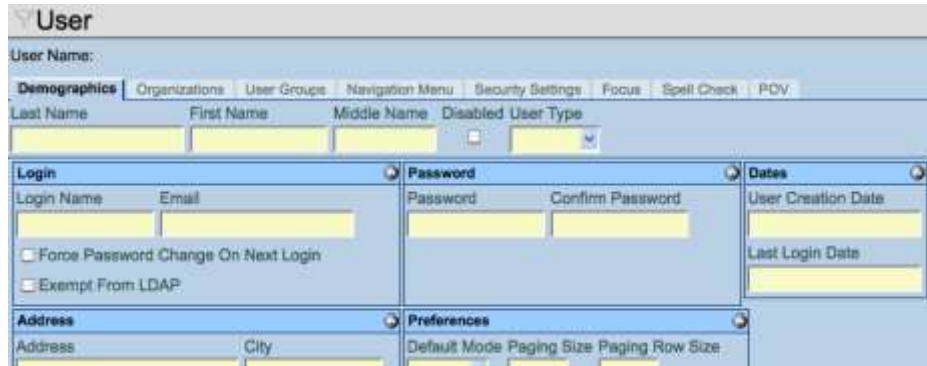 User
User Name:
Demographics Organizations User Groups Navigation Menu Security Settings Focus Spell Check POV
Last Name First Name Middle Name Disabled User Type
Login Password Dates
Login Name Email Password Confirm Password User Creation Date
Force Password Change On Next Login
Last Login Date
Exempt From LDAP
Address Preferences
Address City Default Mode Paging Size Paging Row Size